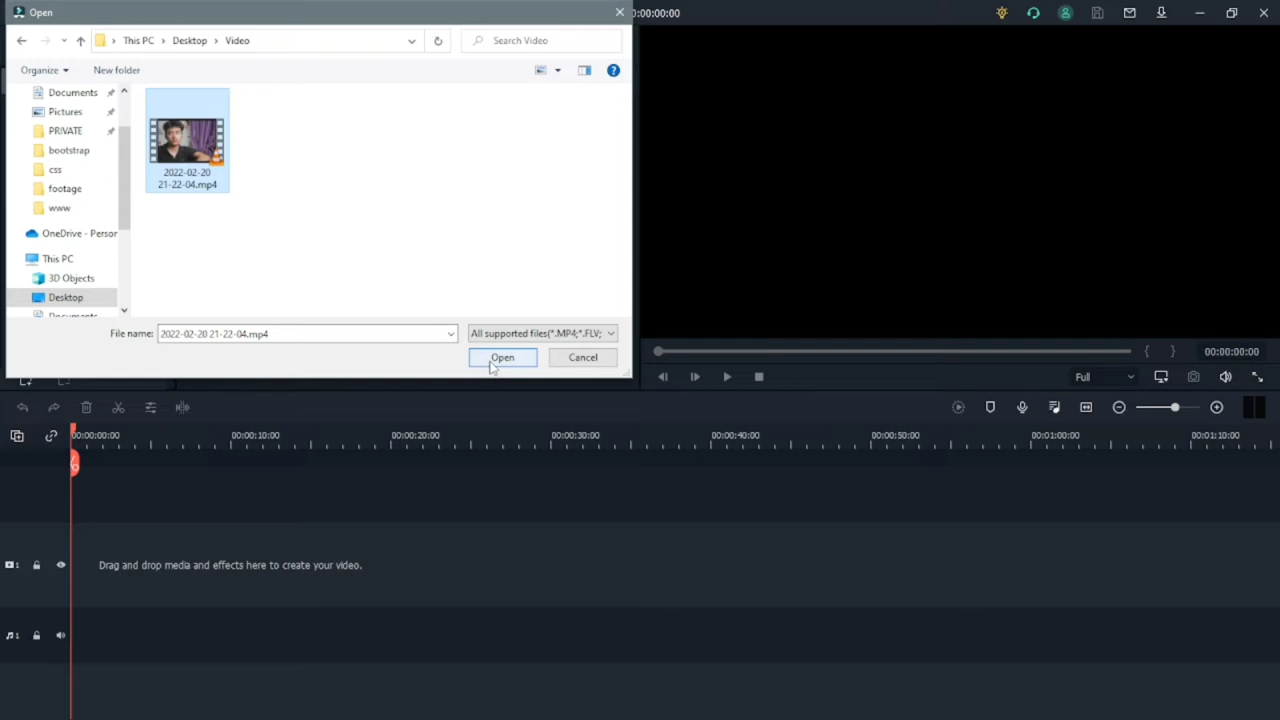 Open
00:00:00:00
This PC > Desktop > Video
Search Video
Organize
New folder
Documents
Pictures
PRIVATE
bootstrap
css
footage
www
OneDrive - Person
This PC
3D Objects
Desktop
Documents
2022-02-20
21-22-04.mp4
File name:
2022-02-20 21-22-04.mp4
All supported files(*.MP4;*.FLV;
Open
Cancel
00:00:00:00
Full
00:00:00:00
00:00:10:00
00:00:20:00
00:00:30:00
00:00:40:00
00:00:50:00
00:01:00:00
00:01:10:00
1
Drag and drop media and effects here to create your video.
1